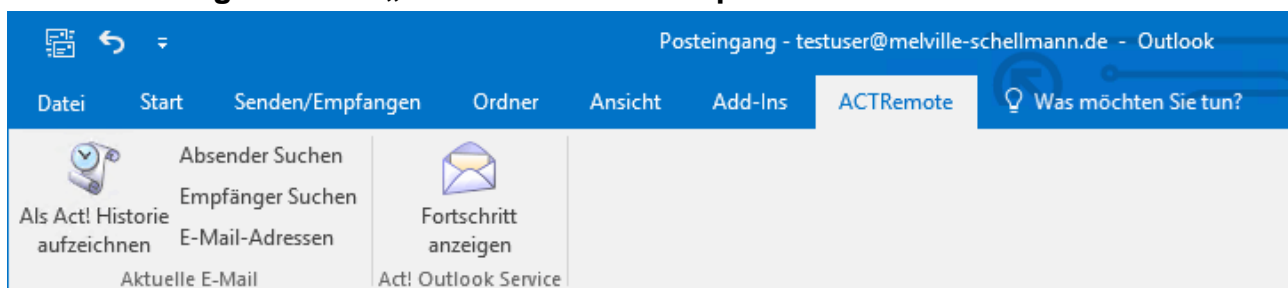 Posteingang - testuser@melville-schellmann.de - Outlook
Datei Start Senden/Empfangen Ordner Ansicht Add-Ins ACTRemote Was möchten Sie tun?
Als Act! Historie aufzeichnen
Absender Suchen
Empfänger Suchen
E-Mail-Adressen
Aktuelle E-Mail
Fortschritt anzeigen
Act! Outlook Service